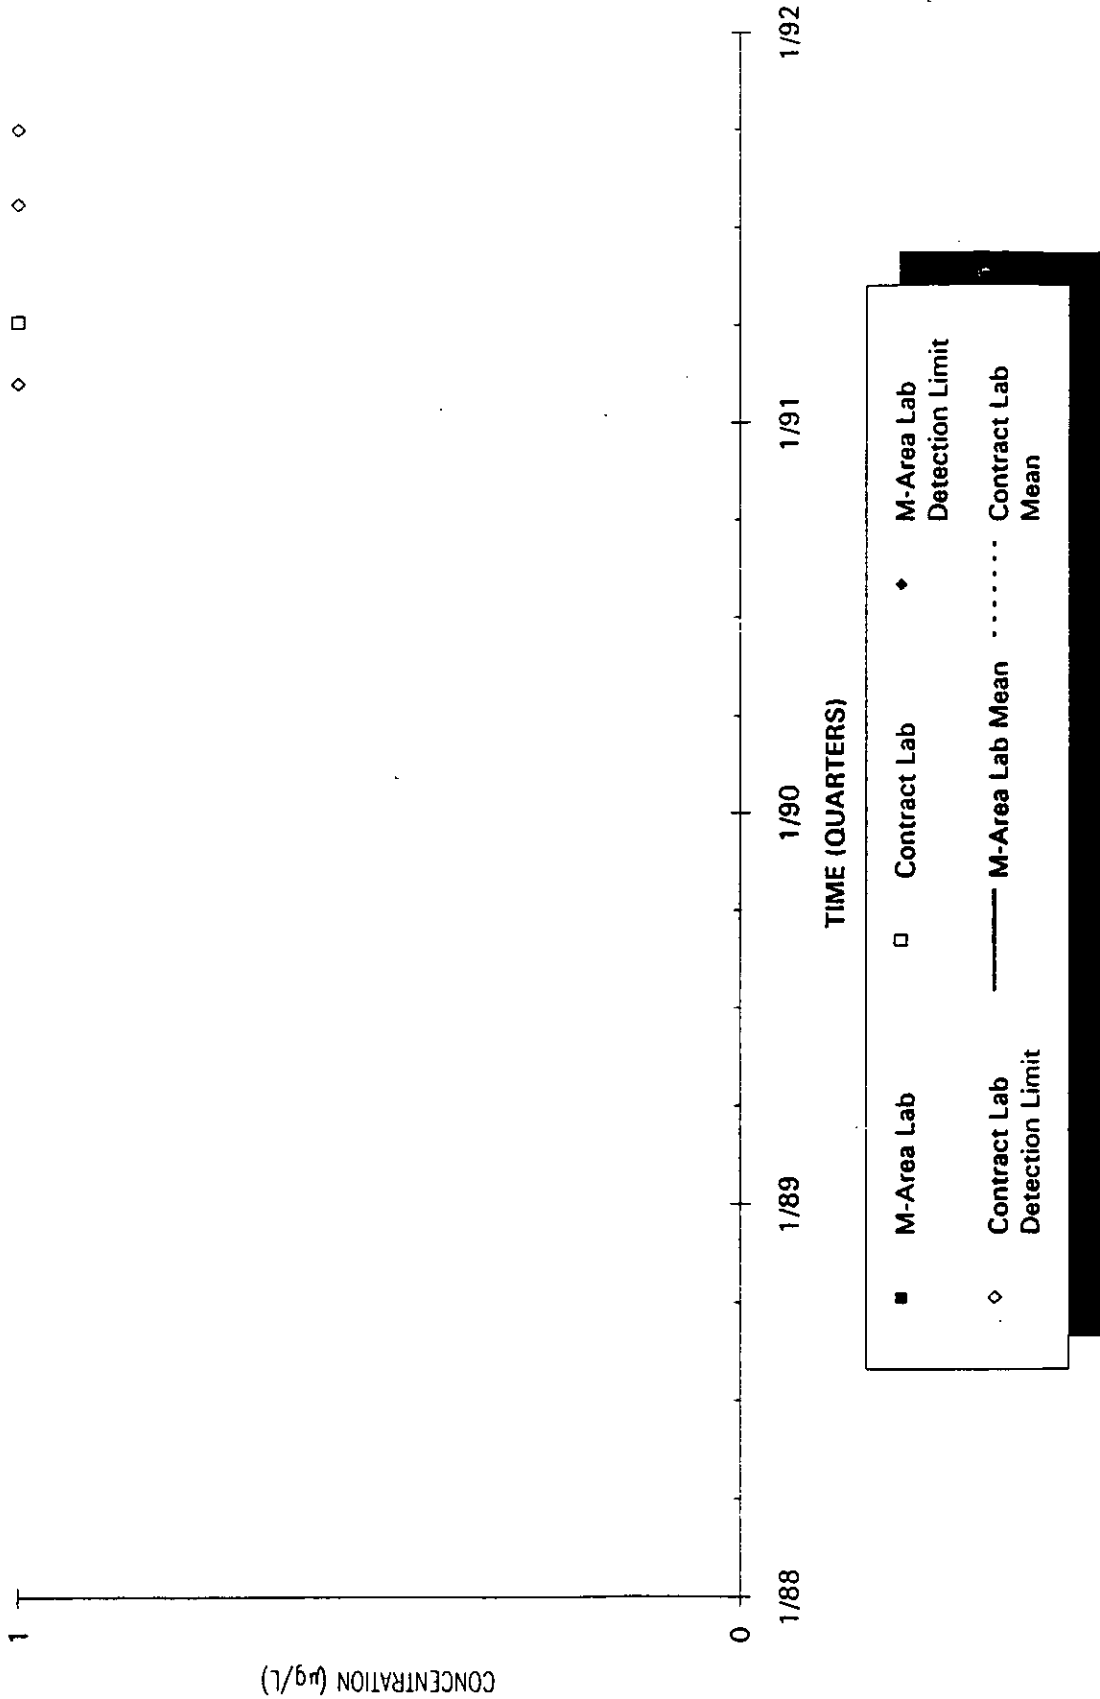 CONCENTRATION (µg/L)
1
0
1/88
1/89
1/90
1/91
1/92
TIME (QUARTERS)
M-Area Lab
Contract Lab
M-Area Lab
Detection Limit
Contract Lab
Detection Limit
M-Area Lab Mean
Contract Lab
Mean